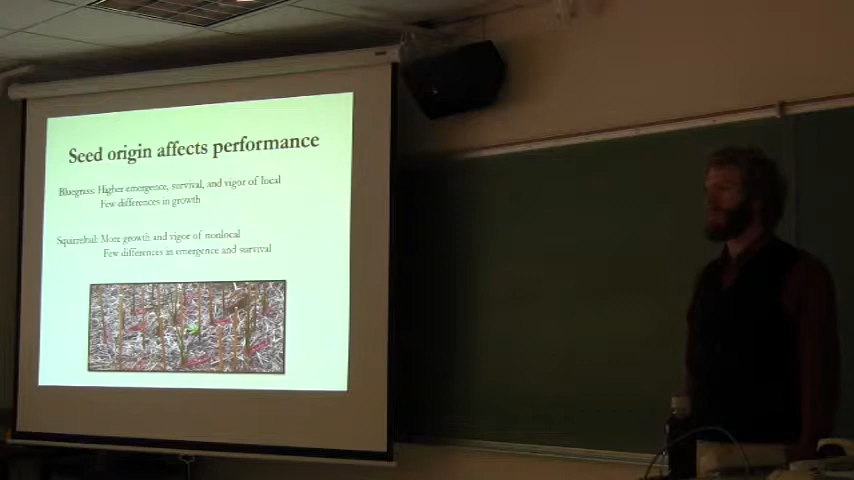 Seed origin affects performance
Bluegrass: Higher emergence, survival, and vigor of local
Few differences in growth
Squirreltail: More growth and vigor of nonlocal
Few differences in emergence and survival